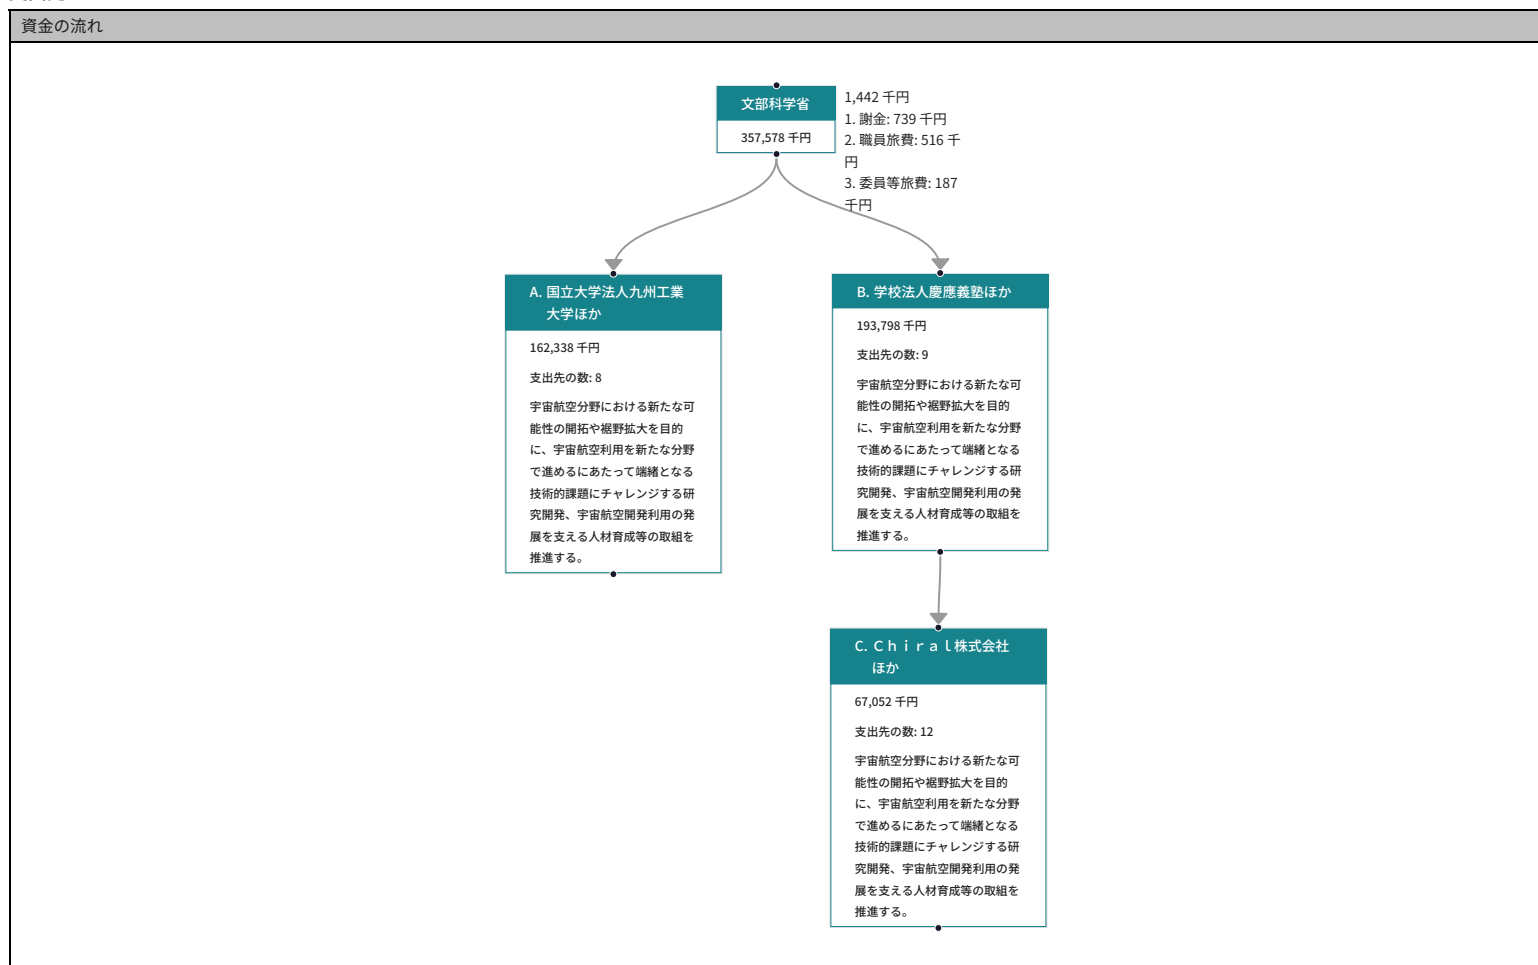 資金の流れ
文部科学省
357,578 千円
1,442 千円
1. 謝金: 739 千円
2. 職員旅費: 516 千
円
3. 委員等旅費: 187
千円
A. 国立大学法人九州工業
大学ほか
162,338 千円
支出先の数: 8
宇宙航空分野における新たな可
能性の開拓や裾野拡大を目的
に、宇宙航空利用を新たな分野
で進めるにあたって端緒となる
技術的課題にチャレンジする研
究開発、宇宙航空開発利用の発
展を支える人材育成等の取組を
推進する。
B. 学校法人慶應義塾ほか
193,798 千円
支出先の数: 9
宇宙航空分野における新たな可
能性の開拓や裾野拡大を目的
に、宇宙航空利用を新たな分野
で進めるにあたって端緒となる
技術的課題にチャレンジする研
究開発、宇宙航空開発利用の発
展を支える人材育成等の取組を
推進する。
C. Ｃｈｉｒａｌ株式会社
ほか
67,052 千円
支出先の数: 12
宇宙航空分野における新たな可
能性の開拓や裾野拡大を目的
に、宇宙航空利用を新たな分野
で進めるにあたって端緒となる
技術的課題にチャレンジする研
究開発、宇宙航空開発利用の発
展を支える人材育成等の取組を
推進する。